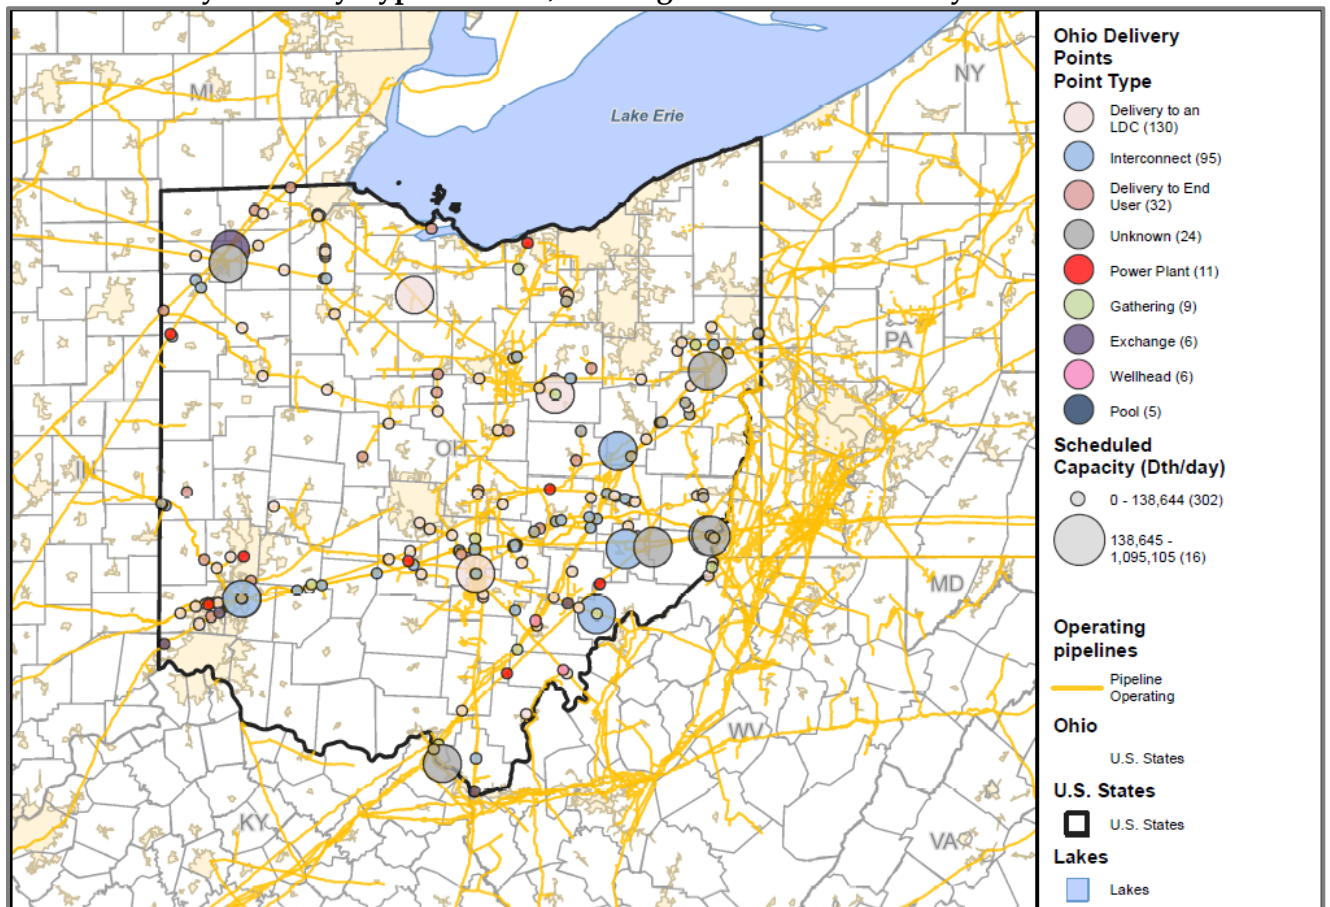 Ohio Delivery
Points
Point Type
Delivery to an
LDC (130)
Interconnect (95)
Delivery to End
User (32)
Unknown (24)
Power Plant (11)
Gathering (9)
Exchange (6)
Wellhead (6)
Pool (5)
Scheduled
Capacity (Dth/day)
0 - 138,644 (302)
138,645 -
1,095,105 (16)
Operating
pipelines
Pipeline
Operating
Ohio
U.S. States
U.S. States
U.S. States
Lakes
Lakes
MI
NY
Lake Erie
PA
OH
IN
MD
WV
KY
VA